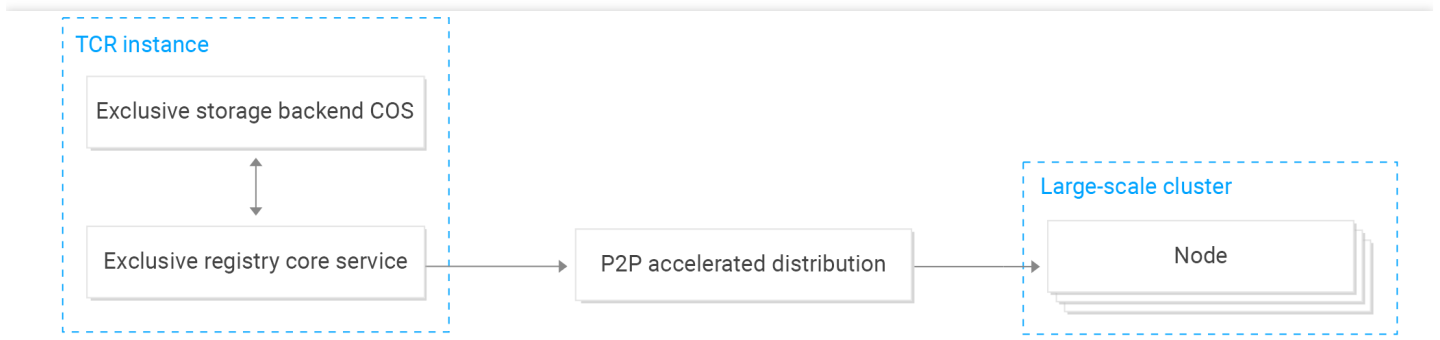 TCR instance
Exclusive storage backend COS
Exclusive registry core service
P2P accelerated distribution
Large-scale cluster
Node